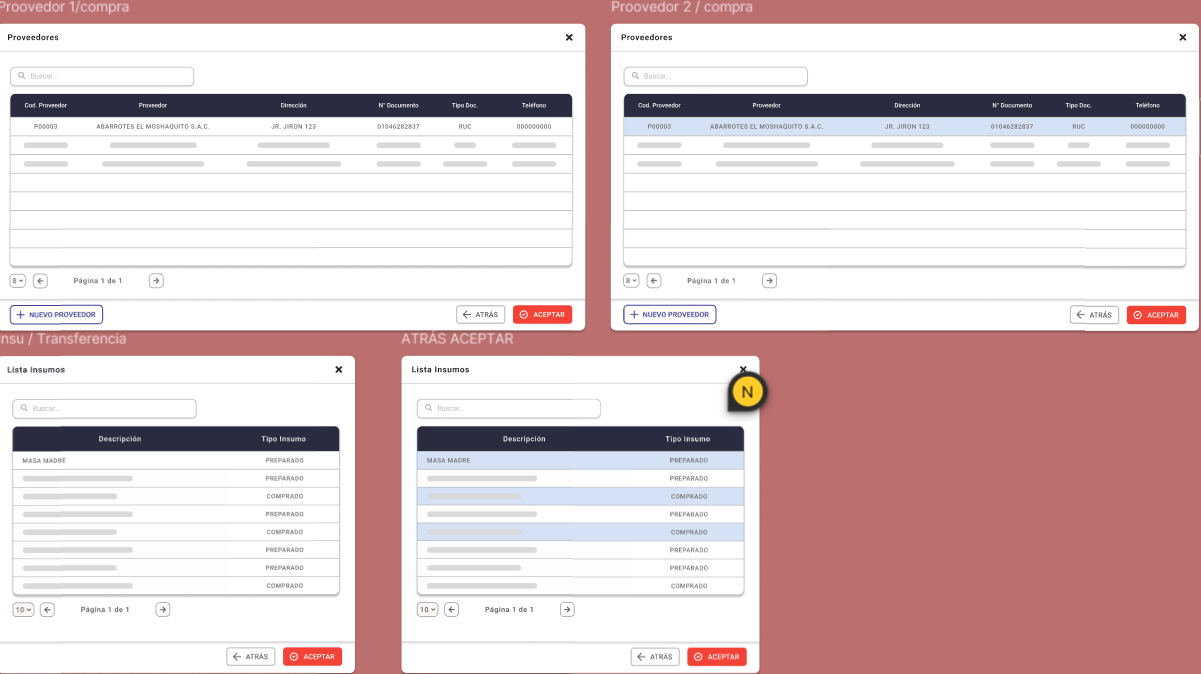 Proovedor 1/compra
Proovedor 2 / compra
Proveedores
Proveedores
Buscar...
Buscar...
Cod. Proveedor Proveedor Dirección N° Documento Tipo Doc. Teléfono
Cod. Proveedor Proveedor Dirección N° Documento Tipo Doc. Teléfono
P00003 ABARROTES EL MOSHAQUITO S.A.C. JR. JIRON 123 01046282837 RUC 000000000
P00003 ABARROTES EL MOSHAQUITO S.A.C. JR. JIRON 123 01046282837 RUC 000000000
8 Página 1 de 1
8 Página 1 de 1
NUEVO PROVEEDOR ATRÁS ACEPTAR
NUEVO PROVEEDOR ATRÁS ACEPTAR
Insu / Transferencia
ATRÁS ACEPTAR
Lista Insumos
Lista Insumos
N
Buscar...
Buscar...
Descripción Tipo Insumo
Descripción Tipo Insumo
MASA MADRE PREPARADO
MASA MADRE PREPARADO
PREPARADO
PREPARADO
COMPRADO
COMPRADO
PREPARADO
PREPARADO
COMPRADO
COMPRADO
PREPARADO
PREPARADO
PREPARADO
PREPARADO
COMPRADO
COMPRADO
10 Página 1 de 1
10 Página 1 de 1
ATRÁS ACEPTAR
ATRÁS ACEPTAR